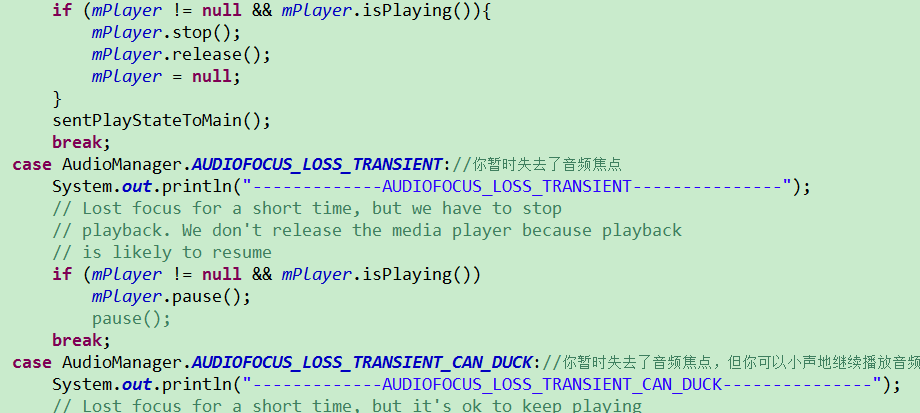 if (mPlayer != null && mPlayer.isPlaying()){
mPlayer.stop();
mPlayer.release();
mPlayer = null;
}
sentPlayStateToMain();
break;
case AudioManager.AUDIOFOCUS_LOSS_TRANSIENT://你暂时失去了音频焦点
System.out.println("-------------AUDIOFOCUS_LOSS_TRANSIENT---------------");
// Lost focus for a short time, but we have to stop
// playback. We don't release the media player because playback
// is likely to resume
if (mPlayer != null && mPlayer.isPlaying())
mPlayer.pause();
pause();
break;
case AudioManager.AUDIOFOCUS_LOSS_TRANSIENT_CAN_DUCK://你暂时失去了音频焦点，但你可以小声地继续播放音频
System.out.println("-------------AUDIOFOCUS_LOSS_TRANSIENT_CAN_DUCK---------------");
// Lost focus for a short time, but it's ok to keep playing